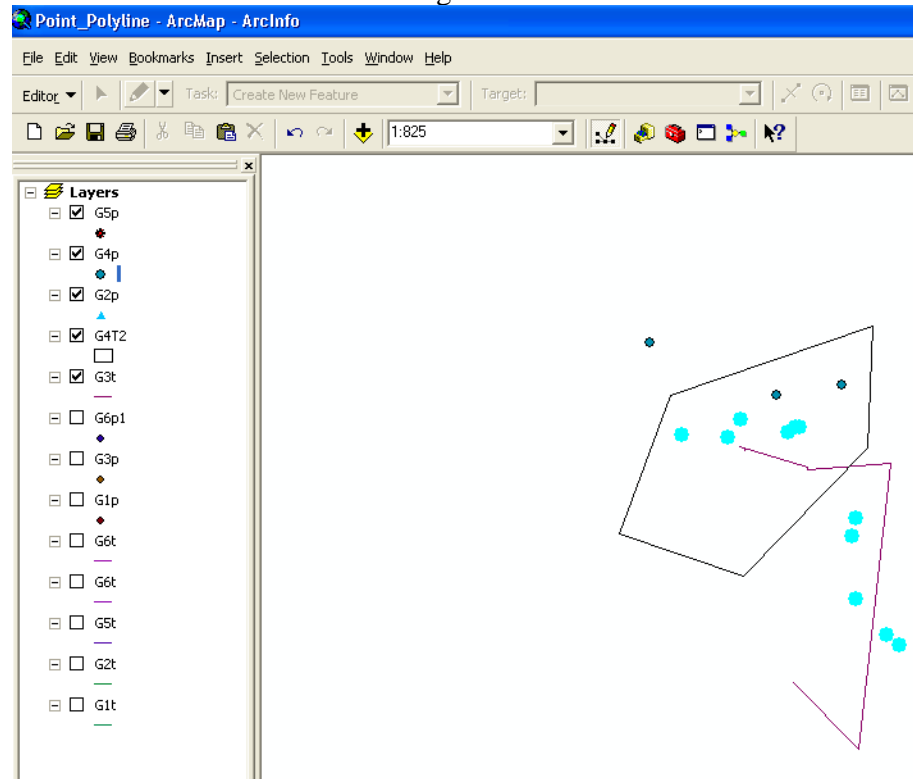 Point_Polyline - ArcMap - ArcInfo
File Edit View Bookmarks Insert Selection Tools Window Help
Editor Task: Create New Feature Target:
1:825
Layers
G5p
G4p
G2p
G4T2
G3t
G6p1
G3p
G1p
G6t
G6t
G5t
G2t
G1t